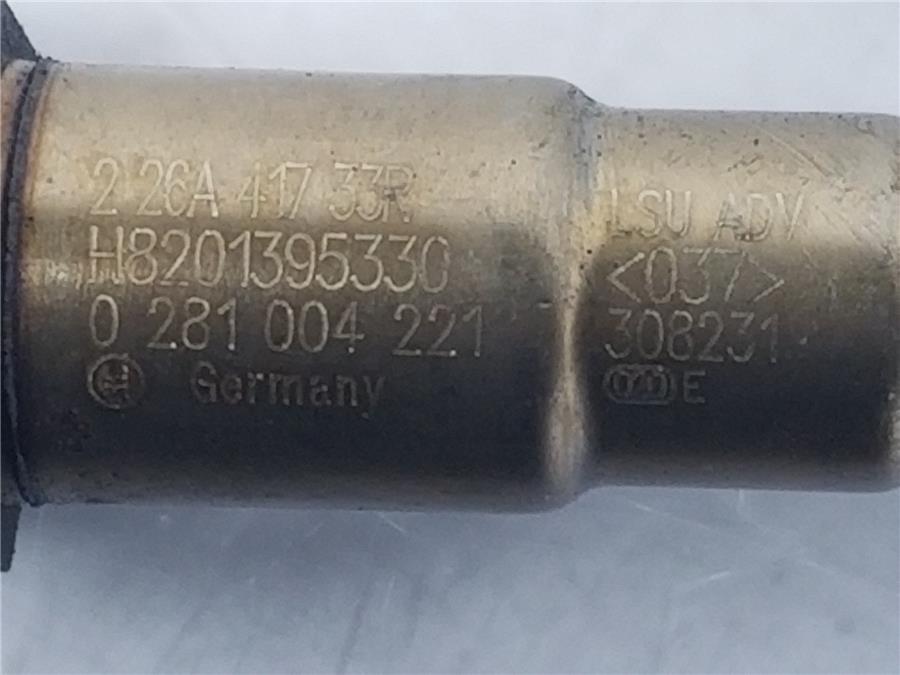 2 26A 417 33R
H8201395330
0 281 004 221
Germany
LSU ADV
<037>
308231
E